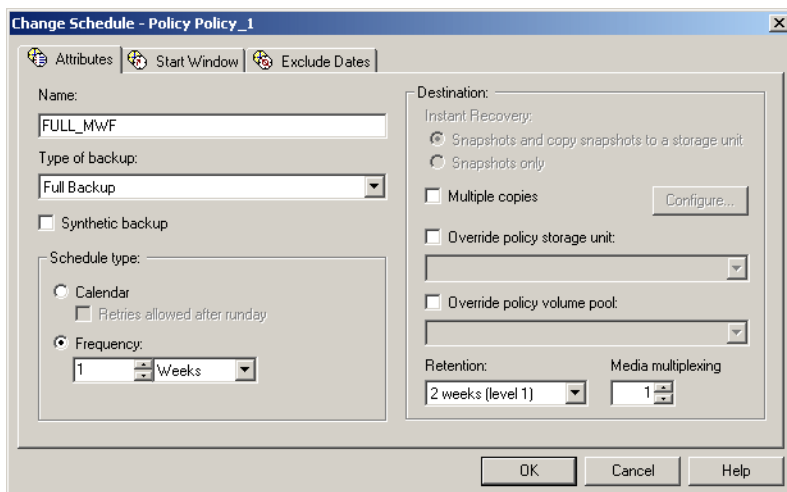 Change Schedule - Policy Policy_1
Attributes
Start Window
Exclude Dates
Name:
FULL_MWF
Type of backup:
Full Backup
Synthetic backup
Schedule type:
Calendar
Retries allowed after runday
Frequency:
1 Weeks
Destination:
Instant Recovery:
Snapshots and copy snapshots to a storage unit
Snapshots only
Multiple copies
Configure...
Override policy storage unit:
Override policy volume pool:
Retention:
Media multiplexing
2 weeks (level 1)
1
OK
Cancel
Help